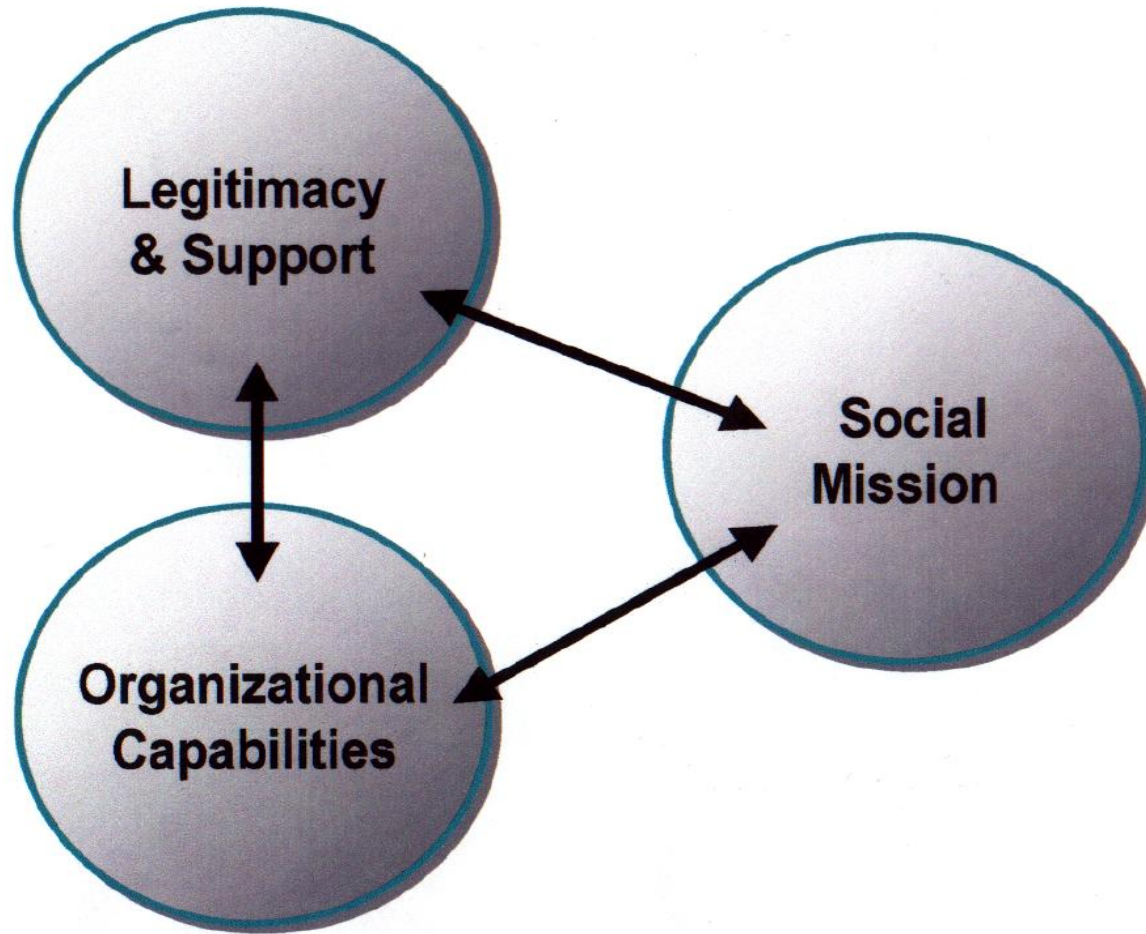 Legitimacy
& Support
Social
Mission
Organizational
Capabilities